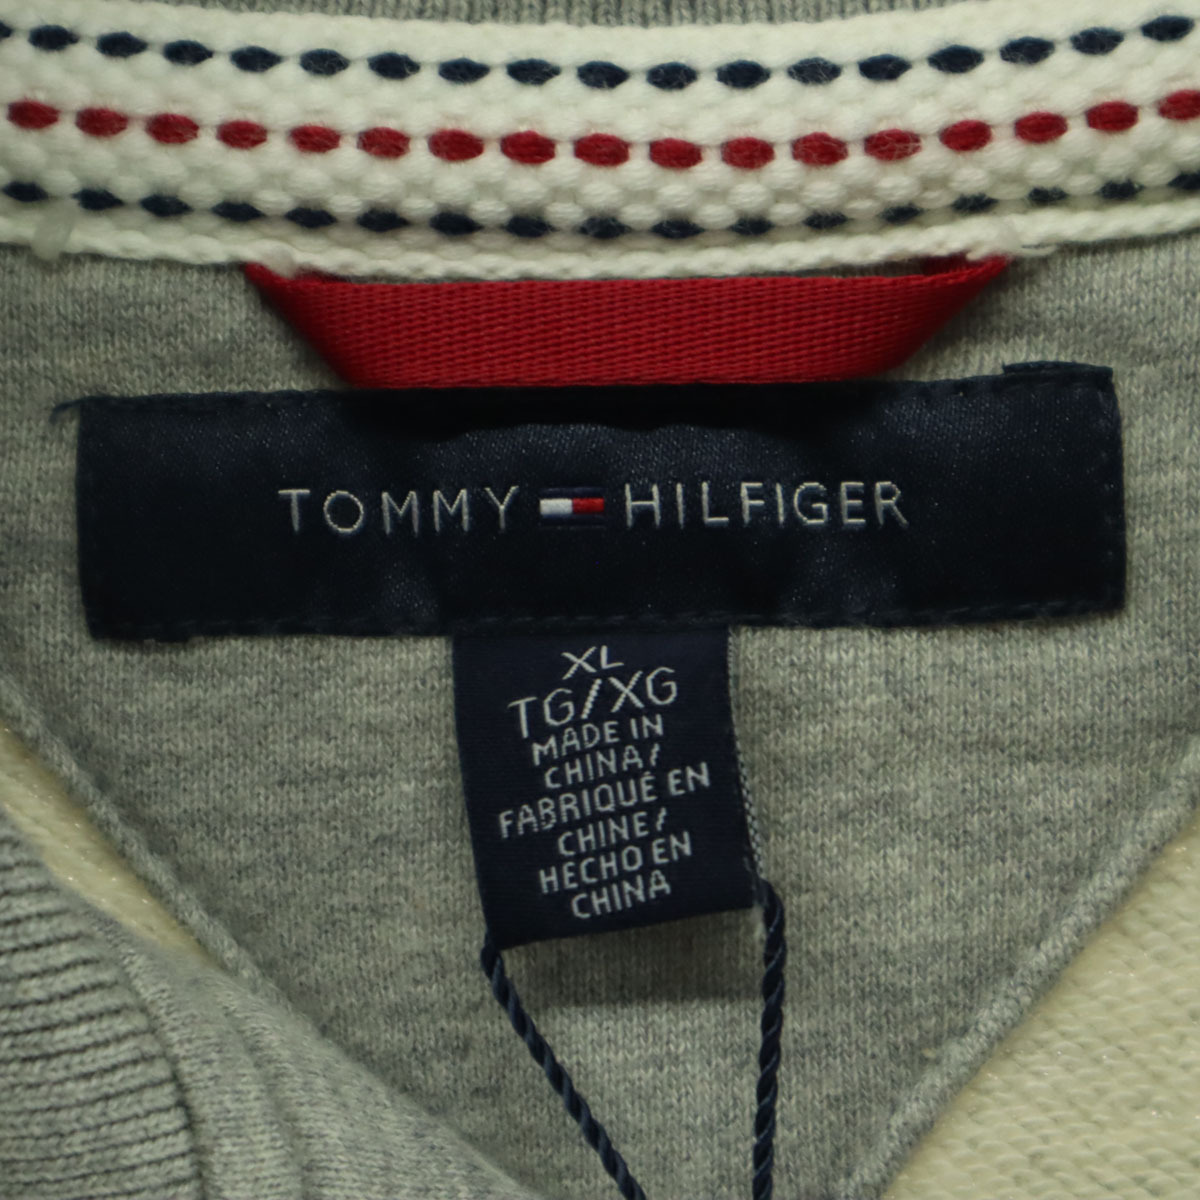 TOMMY HILFIGER
XL
TG/XG
MADE IN
CHINA/
FABRIQUÉ EN
CHINE/
HECHO EN
CHINA